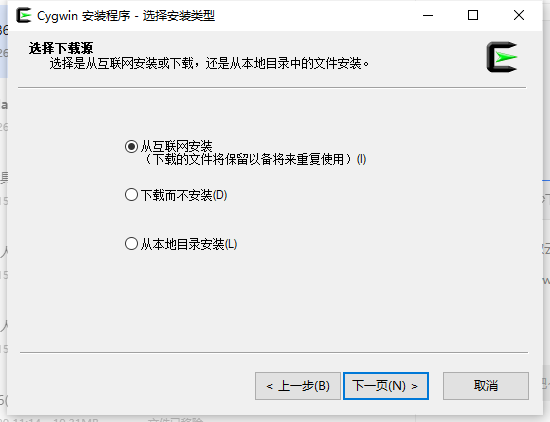 Cygwin 安装程序 - 选择安装类型
选择下载源
选择是从互联网安装或下载，还是从本地目录中的文件安装。
从互联网安装
（下载的文件将保留以备将来重复使用）(I)
下载而不安装(D)
从本地目录安装(L)
< 上一步(B)
下一页(N) >
取消